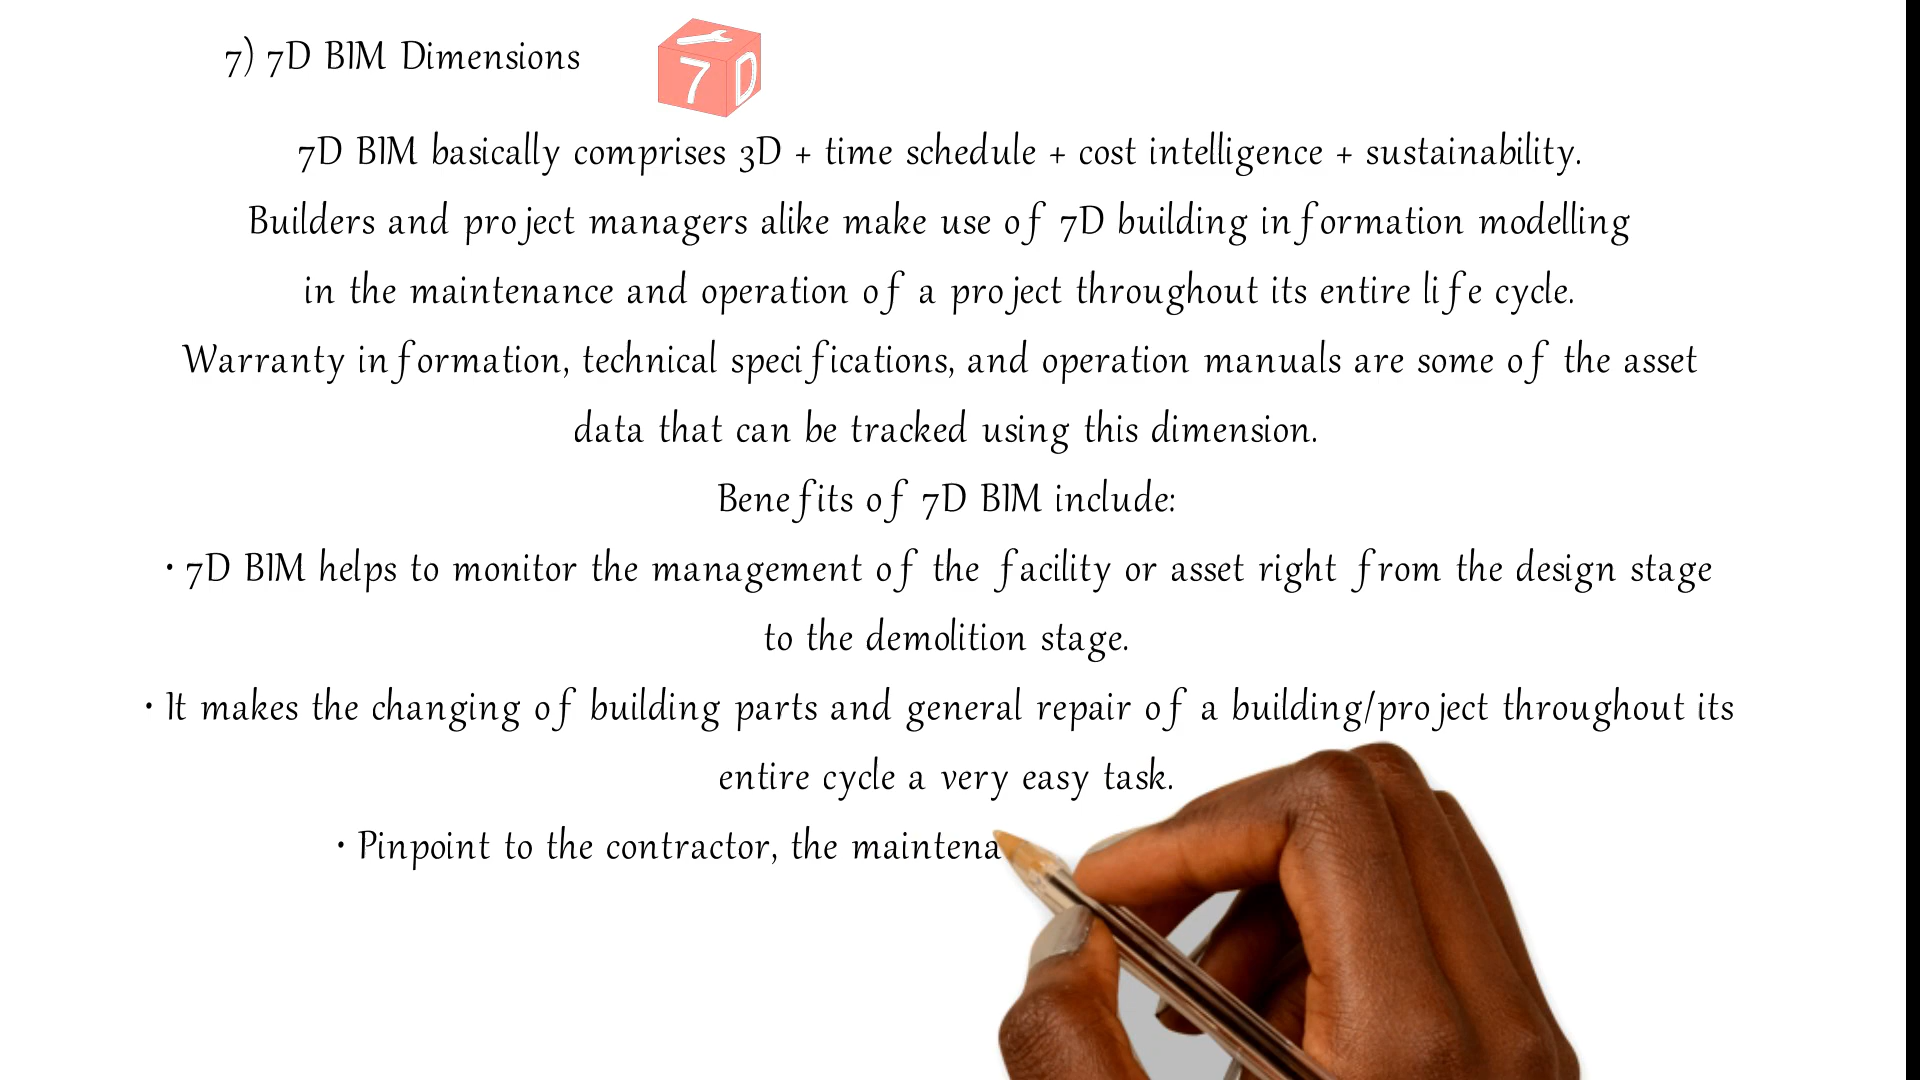 7) 7D BIM Dimensions
7 D
7D BIM basically comprises 3D + time schedule + cost intelligence + sustainability.
Builders and project managers alike make use of 7D building information modelling
in the maintenance and operation of a project throughout its entire life cycle.
Warranty information, technical specifications, and operation manuals are some of the asset
data that can be tracked using this dimension.
Benefits of 7D BIM include:
• 7D BIM helps to monitor the management of the facility or asset right from the design stage
to the demolition stage.
• It makes the changing of building parts and general repair of a building/project throughout its
entire cycle a very easy task.
• Pinpoint to the contractor, the maintena